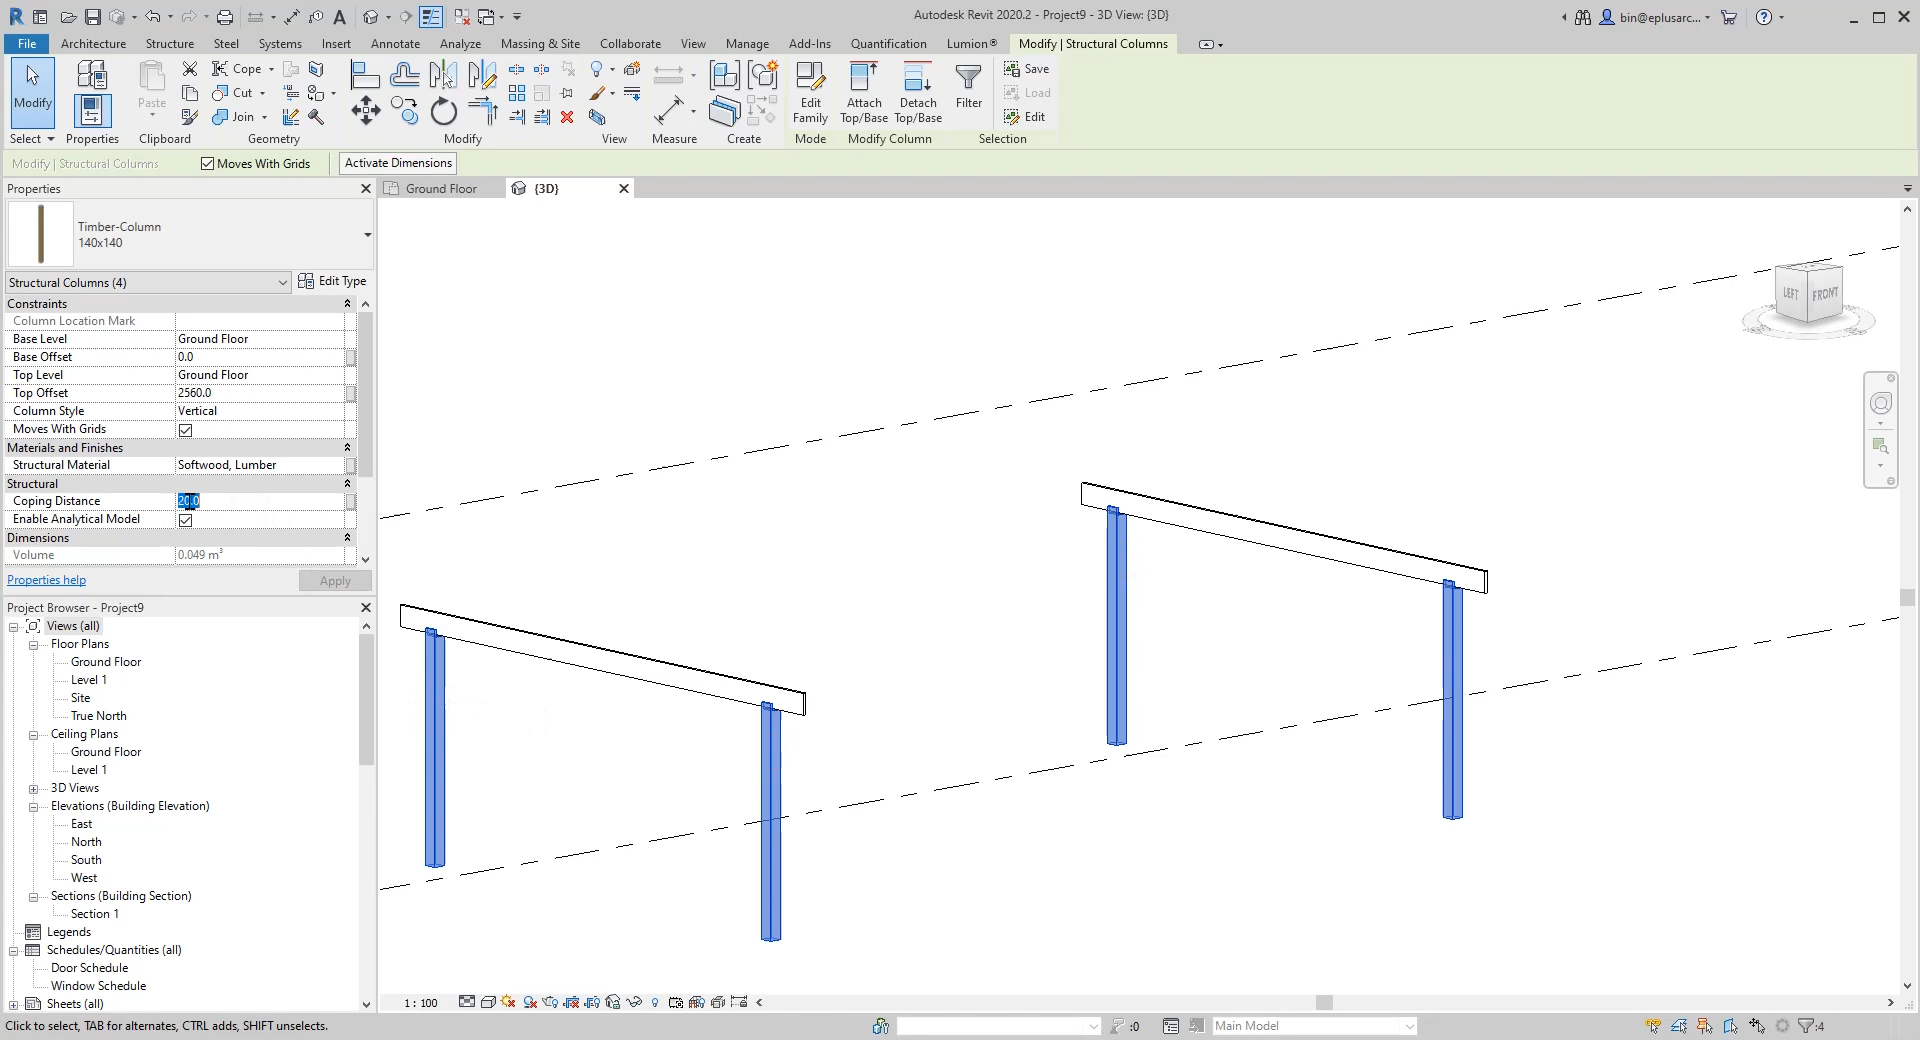 Autodesk Revit 2020.2 - Project9 - 3D View: {3D}
bin@eplusarc...
File Architecture Structure Steel Systems Insert Annotate Analyze Massing & Site Collaborate View Manage Add-Ins Quantification Lumion® Modify | Structural Columns
Modify
Paste
Cope
Cut
Join
Edit Family
Attach Top/Base
Detach Top/Base
Filter
Save
Load
Edit
Select Properties Clipboard Geometry Modify View Measure Create Mode Modify Column Selection
Modify | Structural Columns Moves With Grids Activate Dimensions
Properties
Ground Floor {3D}
Timber-Column
140x140
Structural Columns (4) Edit Type
Constraints
Column Location Mark
Base Level Ground Floor
Base Offset 0.0
Top Level Ground Floor
Top Offset 2560.0
Column Style Vertical
Moves With Grids
Materials and Finishes
Structural Material Softwood, Lumber
Structural
Coping Distance 20.0
Enable Analytical Model
Dimensions
Volume 0.049 m³
Properties help Apply
Project Browser - Project9
Views (all)
Floor Plans
Ground Floor
Level 1
Site
True North
Ceiling Plans
Ground Floor
Level 1
3D Views
Elevations (Building Elevation)
East
North
South
West
Sections (Building Section)
Section 1
Legends
Schedules/Quantities (all)
Door Schedule
Window Schedule
Sheets (all)
LEFT FRONT
1 : 100
Click to select, TAB for alternates, CTRL adds, SHIFT unselects.
:0
Main Model
:4